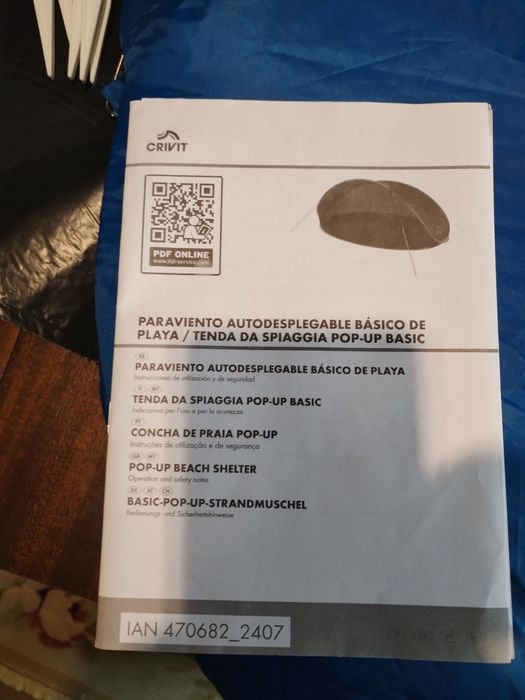 CRIVIT
PDF ONLINE
www.lidl-service.com
PARAVIENTO AUTODESPLEGABLE BÁSICO DE
PLAYA / TENDA DA SPIAGGIA POP-UP BASIC
ES
PARAVIENTO AUTODESPLEGABLE BÁSICO DE PLAYA
Instrucciones de utilización y de seguridad
IT MT
TENDA DA SPIAGGIA POP-UP BASIC
Indicazioni per l'uso e per la sicurezza
PT
CONCHA DE PRAIA POP-UP
Instruções de utilização e de segurança
GB MT
POP-UP BEACH SHELTER
Operation and safety notes
DE AT CH
BASIC-POP-UP-STRANDMUSCHEL
Bedienungs- und Sicherheitshinweise
IAN 470682_2407